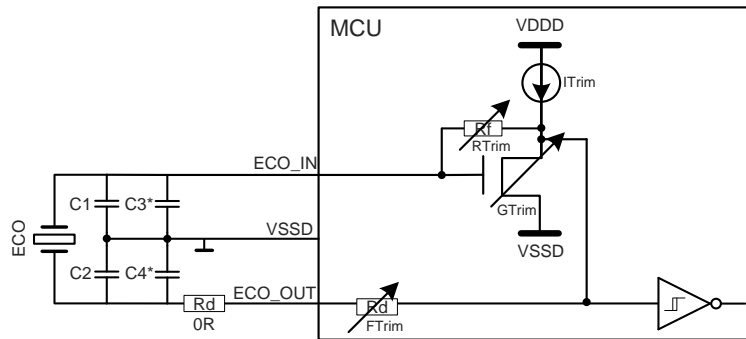 MCU
VDDD
ITrim
Rf
RTrim
ECO_IN
C1
C3*
GTrim
ECO
VSSD
VSSD
C2
C4*
ECO_OUT
Rd
0R
Rd
FTrim